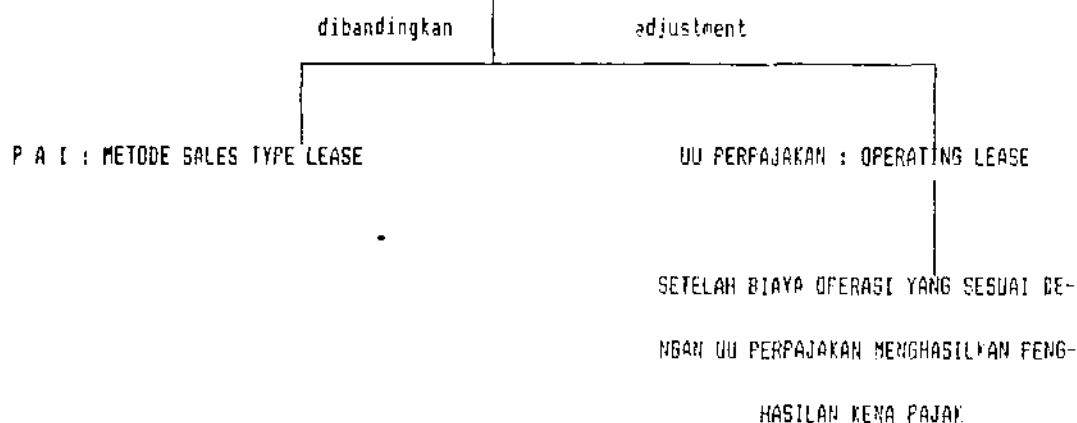 dibandingkan adjustment
P A I : METODE SALES TYPE LEASE UU PERPAJAKAN : OPERATING LEASE
SETELAH BIAYA OPERASI YANG SESUAI DE-
NGAN UU PERPAJAKAN MENGHASILKAN PENG-
HASILAN KENA PAJAK